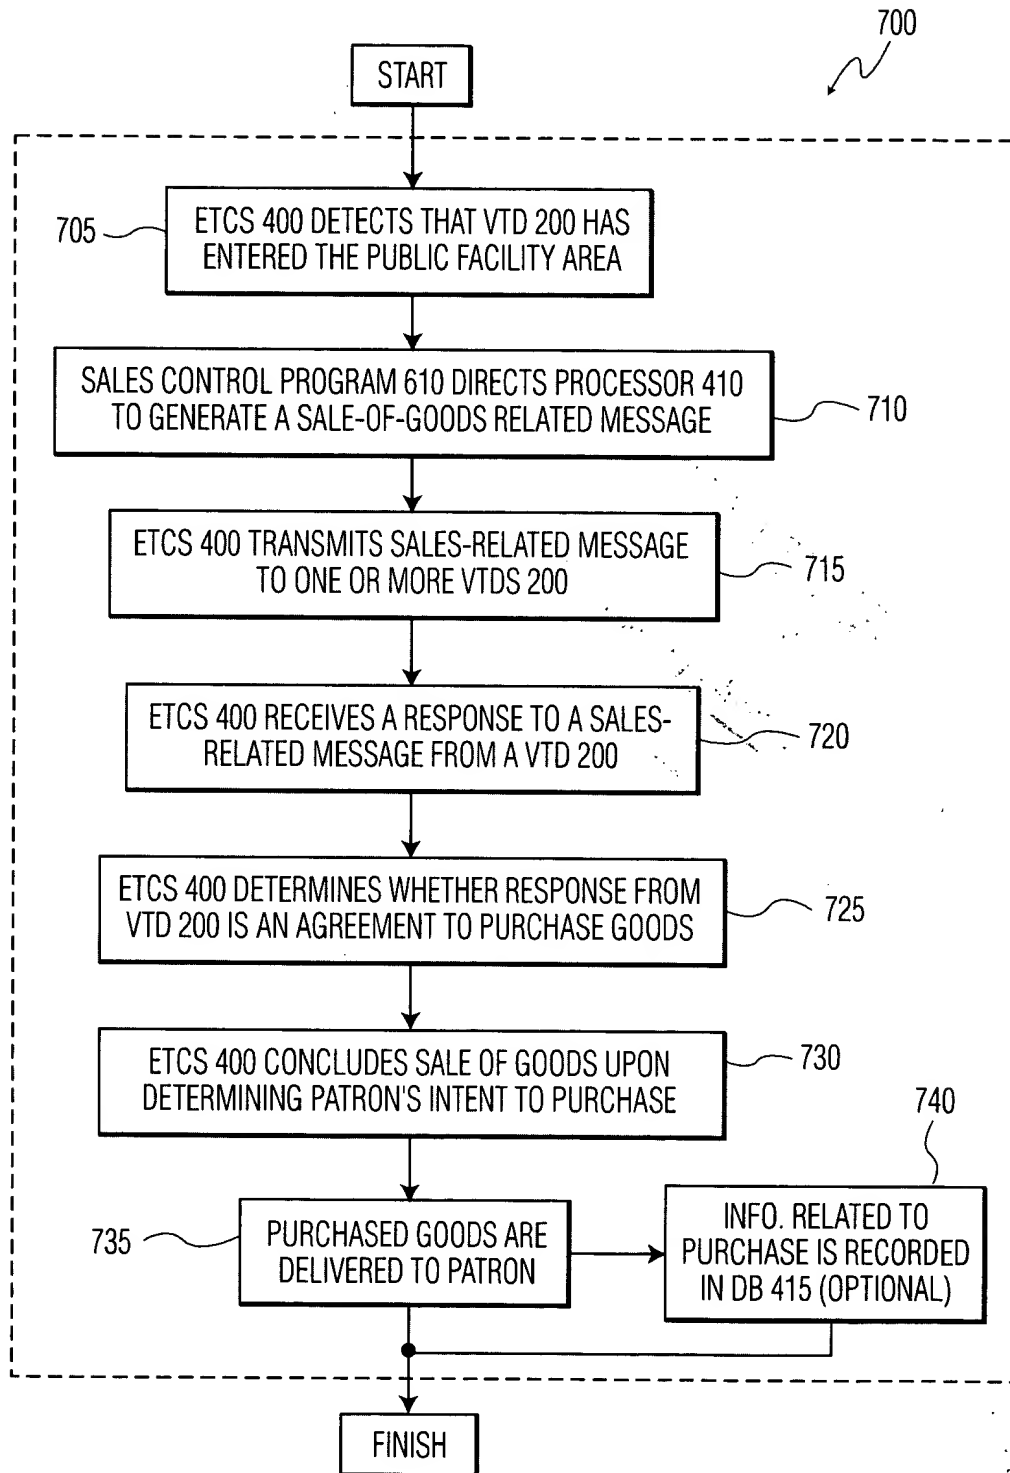 700
START
705
ETCS 400 DETECTS THAT VTD 200 HAS
ENTERED THE PUBLIC FACILITY AREA
SALES CONTROL PROGRAM 610 DIRECTS PROCESSOR 410
TO GENERATE A SALE-OF-GOODS RELATED MESSAGE
710
ETCS 400 TRANSMITS SALES-RELATED MESSAGE
TO ONE OR MORE VTDS 200
715
ETCS 400 RECEIVES A RESPONSE TO A SALES-
RELATED MESSAGE FROM A VTD 200
720
ETCS 400 DETERMINES WHETHER RESPONSE FROM
VTD 200 IS AN AGREEMENT TO PURCHASE GOODS
725
ETCS 400 CONCLUDES SALE OF GOODS UPON
DETERMINING PATRON'S INTENT TO PURCHASE
730
735
PURCHASED GOODS ARE
DELIVERED TO PATRON
740
INFO. RELATED TO
PURCHASE IS RECORDED
IN DB 415 (OPTIONAL)
FINISH